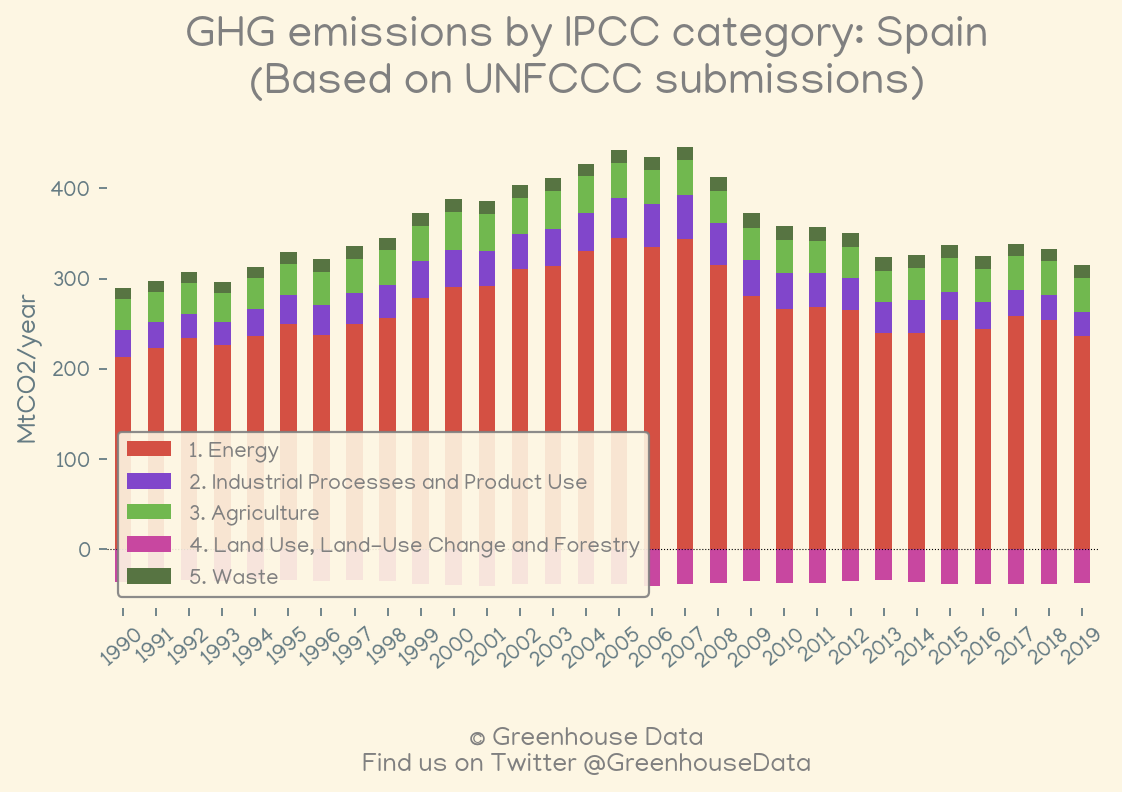 GHG emissions by IPCC category: Spain
(Based on UNFCCC submissions)
MtCO2/year
400
300
200
100
0
1. Energy
2. Industrial Processes and Product Use
3. Agriculture
4. Land Use, Land-Use Change and Forestry
5. Waste
1990 1991 1992 1993 1994 1995 1996 1997 1998 1999 2000 2001 2002 2003 2004 2005 2006 2007 2008 2009 2010 2011 2012 2013 2014 2015 2016 2017 2018 2019
© Greenhouse Data
Find us on Twitter @GreenhouseData